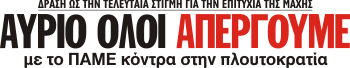 ΔΡΑΣΗ ΩΣ ΤΗΝ ΤΕΛΕΥΤΑΙΑ ΣΤΙΓΜΗ ΓΙΑ ΤΗΝ ΕΠΙΤΥΧΙΑ ΤΗΣ ΜΑΧΗΣ
ΑΥΡΙΟ ΟΛΟΙ ΑΠΕΡΓΟΥΜΕ
με το ΠΑΜΕ κόντρα στην πλουτοκρατία